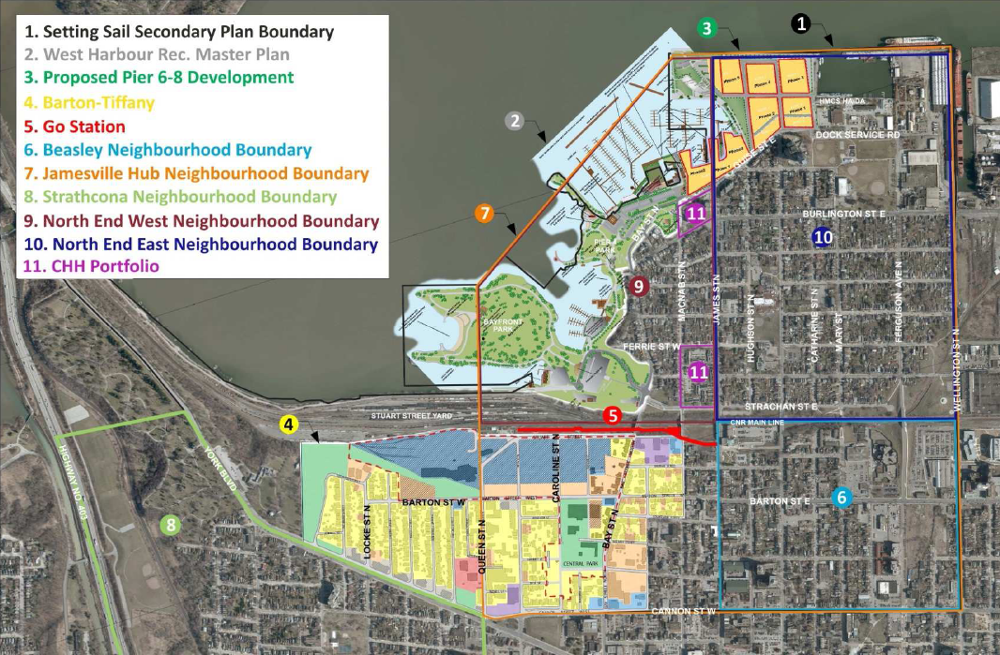 1. Setting Sail Secondary Plan Boundary
2. West Harbour Rec. Master Plan
3. Proposed Pier 6-8 Development
4. Barton-Tiffany
5. Go Station
6. Beasley Neighbourhood Boundary
7. Jamesville Hub Neighbourhood Boundary
8. Strathcona Neighbourhood Boundary
9. North End West Neighbourhood Boundary
10. North End East Neighbourhood Boundary
11. CHH Portfolio
1
3
2
HMCS HAIDA
DOCK SERVICE RD
GUISE ST E
BURLINGTON ST E
11
10
7
BAY ST N
PIER 4
PARK
9
MACNAB ST N
JAMES ST N
HUGHSON ST N
CATHARINE ST N
MARY ST
FERGUSON AVE N
WELLINGTON ST N
BAYFRONT
PARK
FERRIE ST W
11
STRACHAN ST E
CNR MAIN LINE
STUART STREET YARD
5
4
HIGHWAY NO. 403
YORK BLVD
8
LOCKE ST N
BARTON ST W
QUEEN ST N
CAROLINE ST N
BAY ST N
CENTRAL PARK
BARTON ST E
6
CANNON ST W